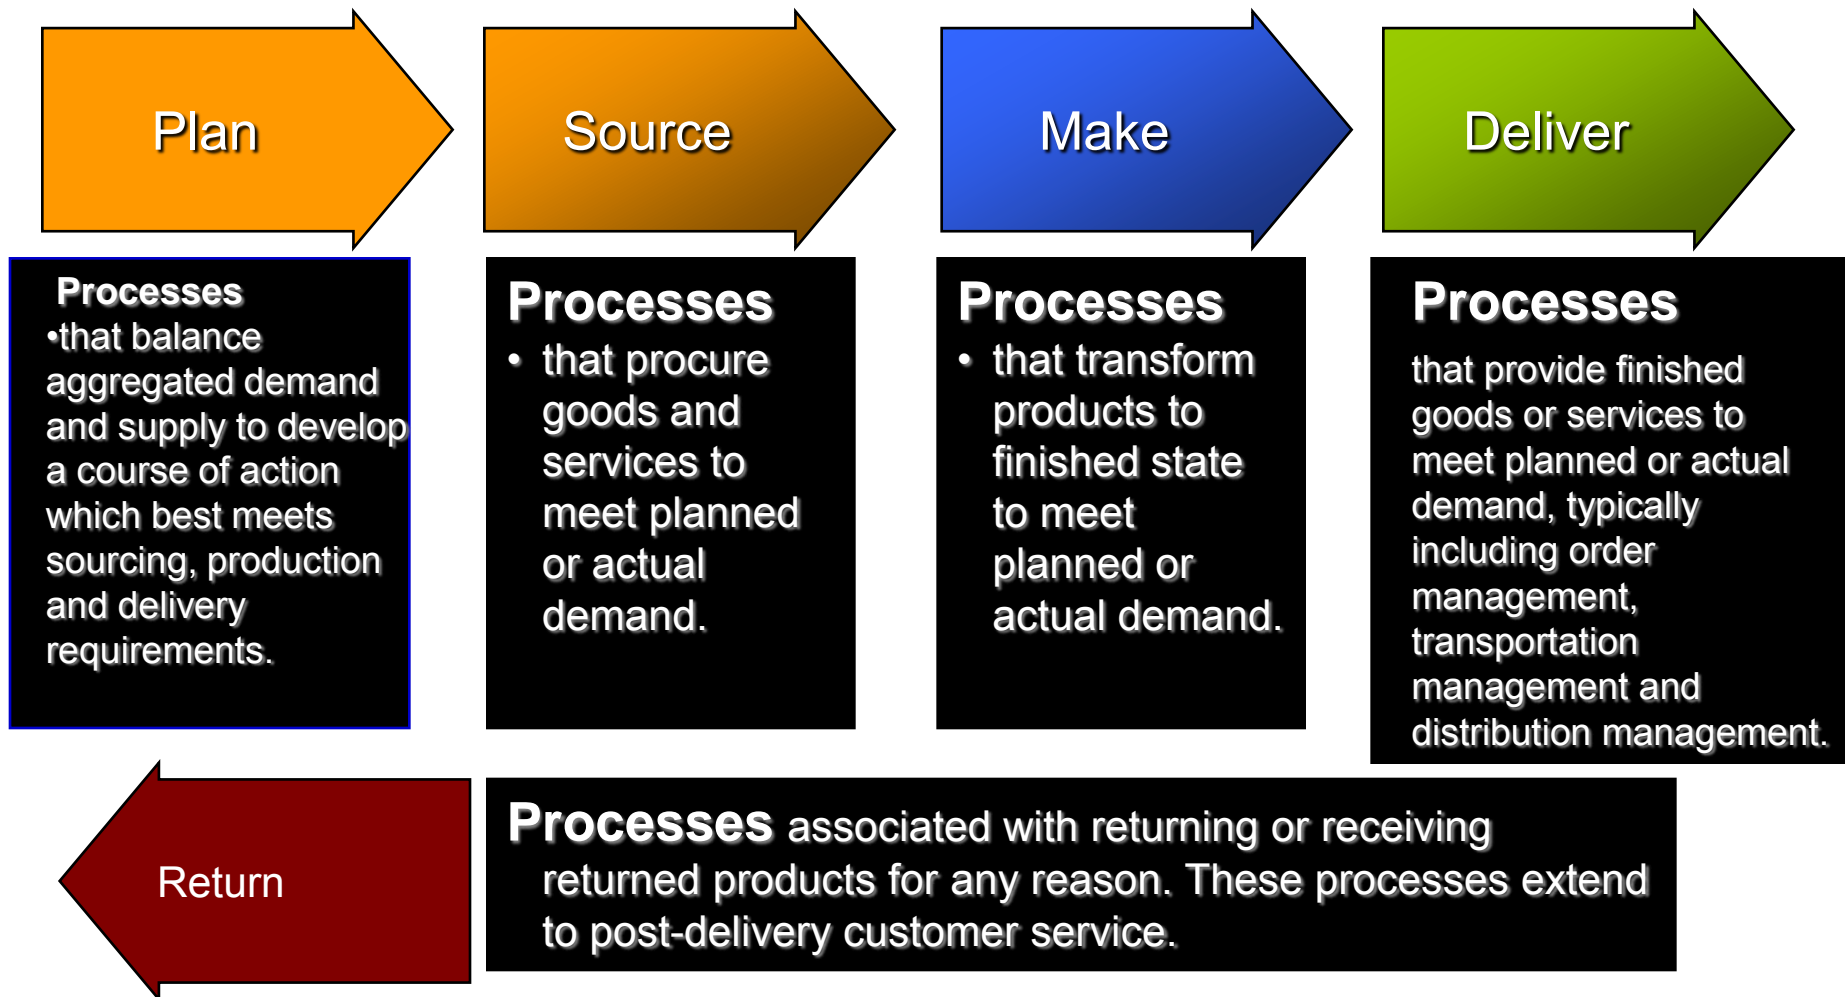 Plan
Source
Make
Deliver
Processes
•that balance
aggregated demand
and supply to develop
a course of action
which best meets
sourcing, production
and delivery
requirements.
Processes
• that procure
goods and
services to
meet planned
or actual
demand.
Processes
• that transform
products to
finished state
to meet
planned or
actual demand.
Processes
that provide finished
goods or services to
meet planned or actual
demand, typically
including order
management,
transportation
management and
distribution management.
Return
Processes associated with returning or receiving
returned products for any reason. These processes extend
to post-delivery customer service.